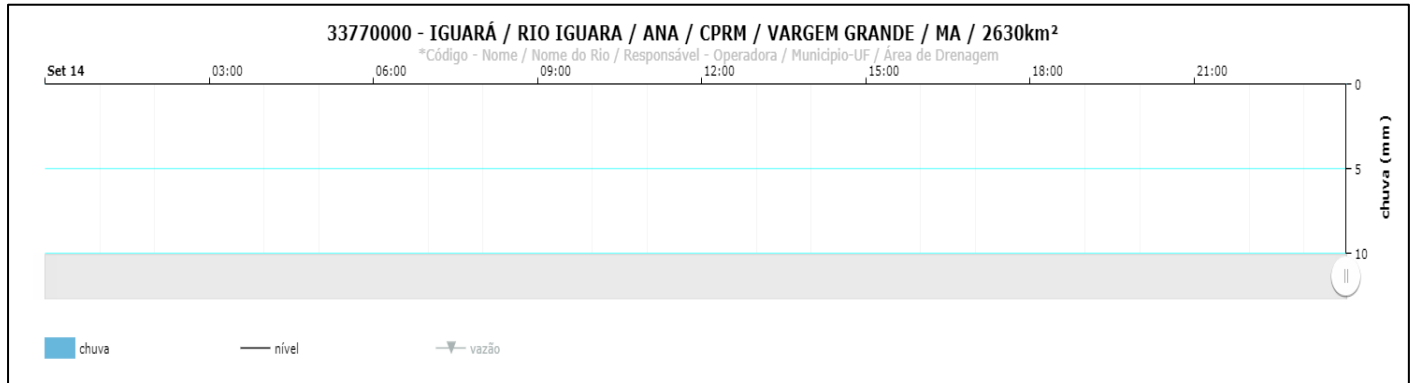 33770000 - IGUARÁ / RIO IGUARA / ANA / CPRM / VARGEM GRANDE / MA / 2630km²
*Código - Nome / Nome do Rio / Responsável - Operadora / Municipio-UF / Área de Drenagem
Set 14 03:00 06:00 09:00 12:00 15:00 18:00 21:00
0
5
10
chuva (mm)
chuva nível vazão